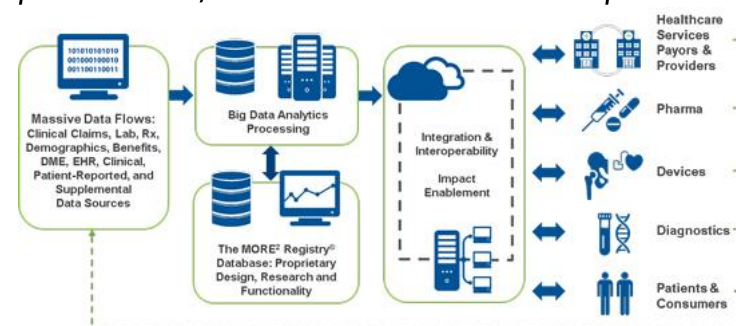 101010101010
001000100010
001100110011
Massive Data Flows:
Clinical Claims, Lab, Rx,
Demographics, Benefits,
DME, EHR, Clinical,
Patient-Reported, and
Supplemental
Data Sources
Big Data Analytics
Processing
The MORE² Registry®
Database: Proprietary
Design, Research and
Functionality
Integration &
Interoperability
Impact
Enablement
Healthcare
Services
Payors &
Providers
Pharma
Devices
Diagnostics
Patients &
Consumers